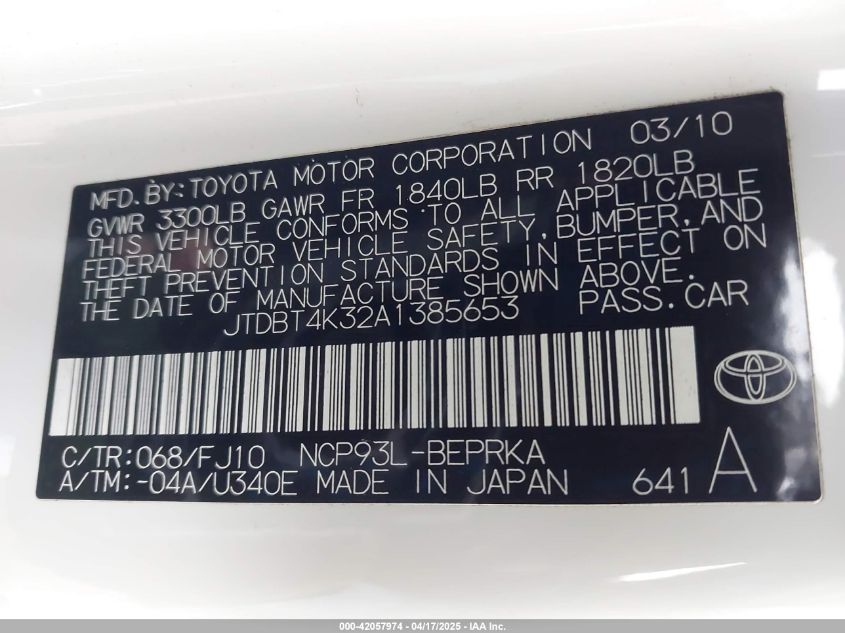 MFD. BY: TOYOTA MOTOR CORPORATION 03/10
GVWR 3300LB GAWR FR 1840LB RR 1820LB
THIS VEHICLE CONFORMS TO ALL APPLICABLE
FEDERAL MOTOR VEHICLE SAFETY, BUMPER, AND
THEFT PREVENTION STANDARDS IN EFFECT ON
THE DATE OF MANUFACTURE SHOWN ABOVE.
JTDBT4K32A1385653 PASS. CAR
C/TR: 068/FJ10 NCP93L-BEPRKA
A/TM: -04A/U340E MADE IN JAPAN 641 A
000-42057974 - 04/17/2025 - IAA Inc.